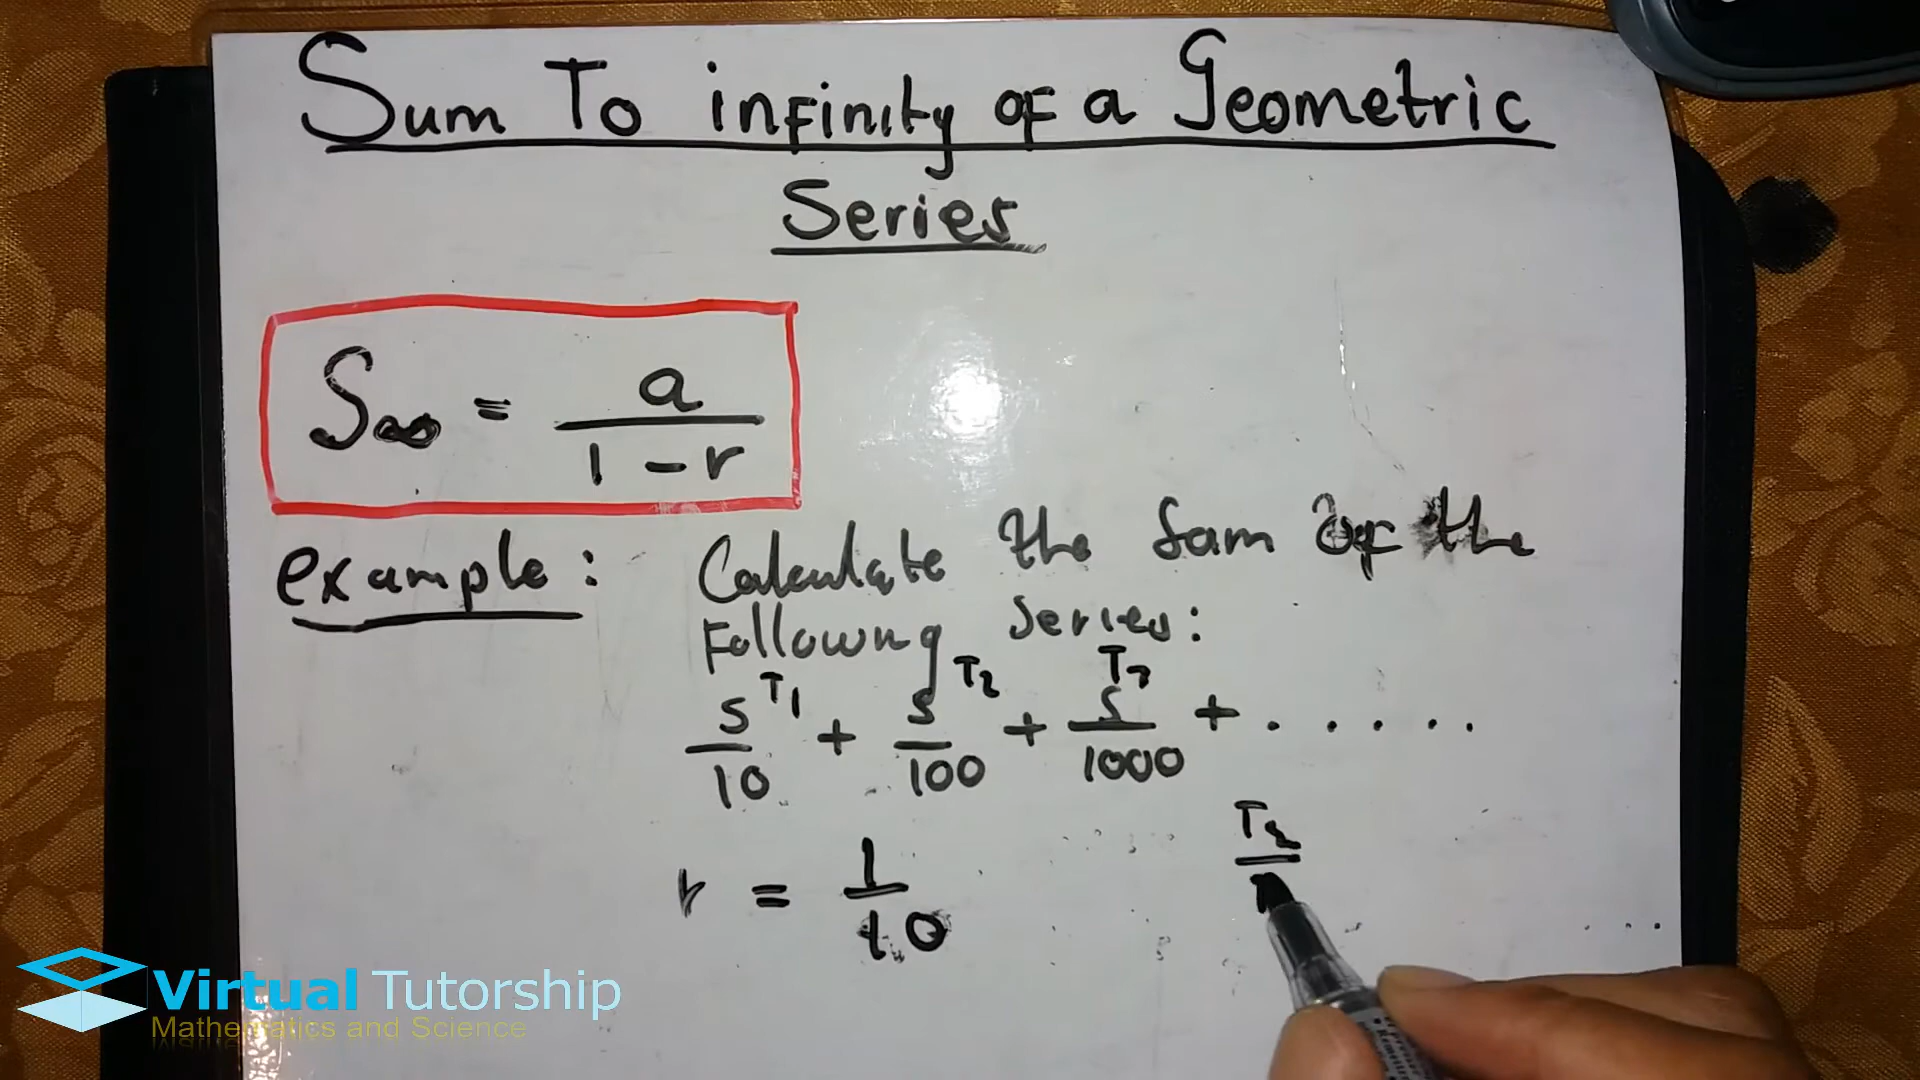 Sum To infinity of a Geometric
Series
S∞ = a
1 - r
example: Calculate the sum of the
Following series:
T1 T2 T3
5/10 + 5/100 + 5/1000 + . . . . .
T2
r = 1/10
Virtual Tutorship
Mathematics and Science